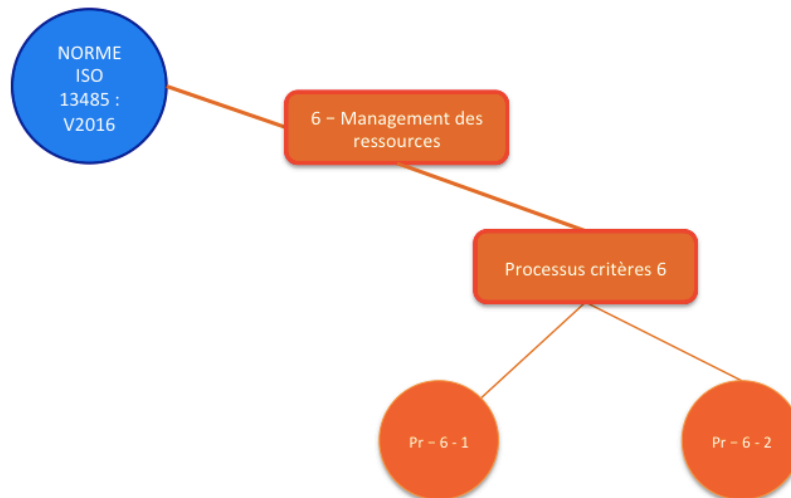 NORME
ISO
13485 :
V2016
6 – Management des
ressources
Processus critères 6
Pr – 6 - 1
Pr – 6 - 2